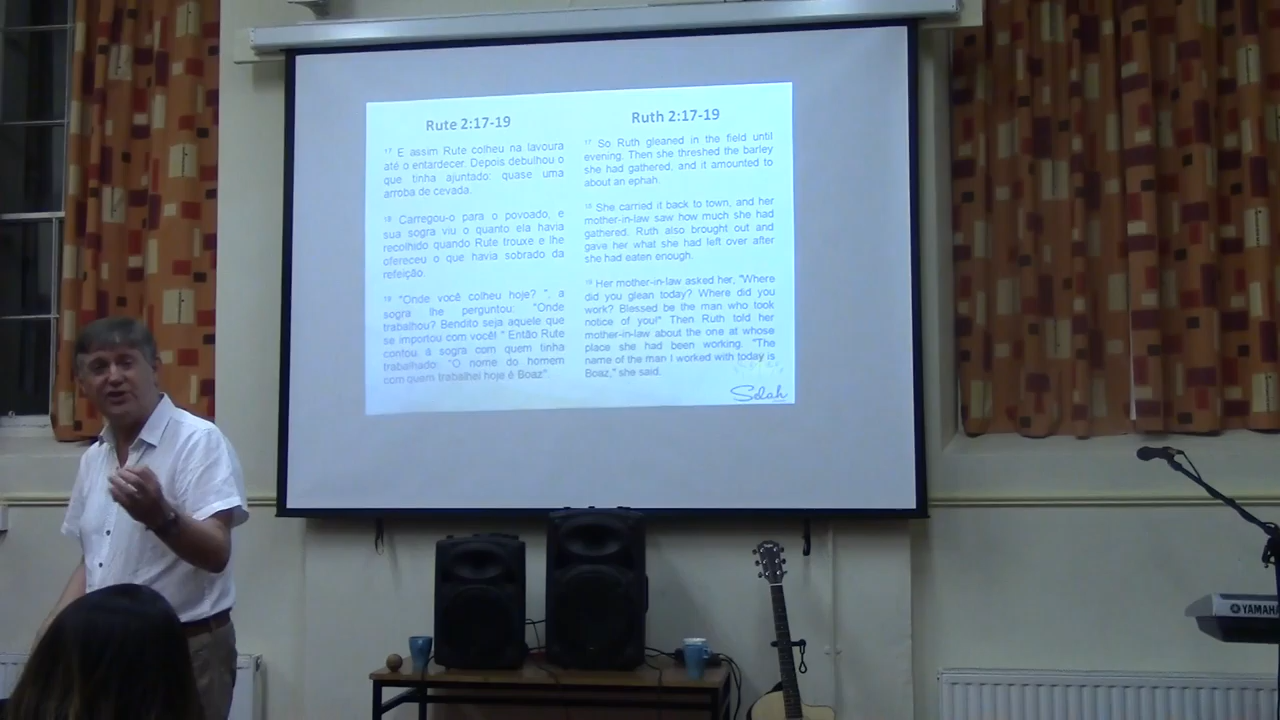 Rute 2:17-19
17 E assim Rute colheu na lavoura
até o entardecer. Depois debulhou o
que tinha ajuntado: quase uma
arroba de cevada.
18 Carregou-o para o povoado, e
sua sogra viu o quanto ela havia
recolhido quando Rute trouxe e lhe
ofereceu o que havia sobrado da
refeição.
19 "Onde você colheu hoje? ", a
sogra lhe perguntou: "Onde
trabalhou? Bendito seja aquele que
se importou com você! " Então Rute
contou à sogra com quem tinha
trabalhado: "O nome do homem
com quem trabalhei hoje é Boaz".
Ruth 2:17-19
17 So Ruth gleaned in the field until
evening. Then she threshed the barley
she had gathered, and it amounted to
about an ephah.
18 She carried it back to town, and her
mother-in-law saw how much she had
gathered. Ruth also brought out and
gave her what she had left over after
she had eaten enough.
19 Her mother-in-law asked her, "Where
did you glean today? Where did you
work? Blessed be the man who took
notice of you!" Then Ruth told her
mother-in-law about the one at whose
place she had been working. "The
name of the man I worked with today is
Boaz," she said.
Selah
YAMAHA